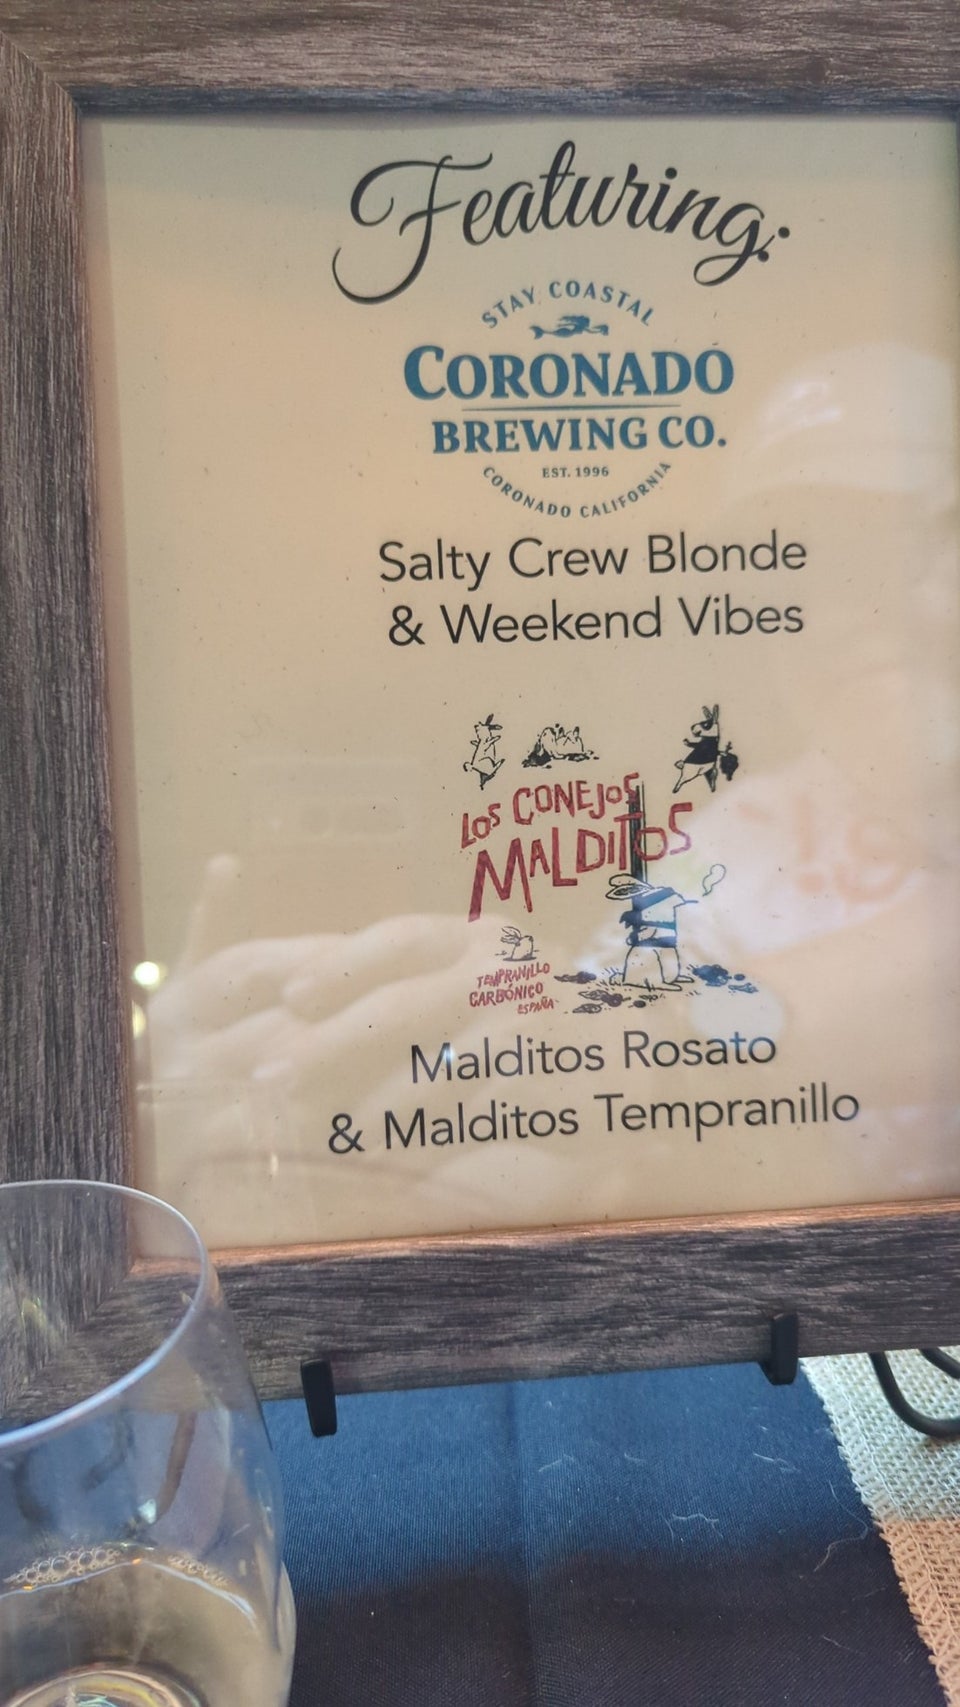 Featuring:
STAY COASTAL
CORONADO
BREWING CO.
EST. 1996
CORONADO CALIFORNIA
Salty Crew Blonde
& Weekend Vibes
LOS CONEJOS
MALDITOS
TEMPRANILLO
CARBÓNICO
ESPAÑA
Malditos Rosato
& Malditos Tempranillo